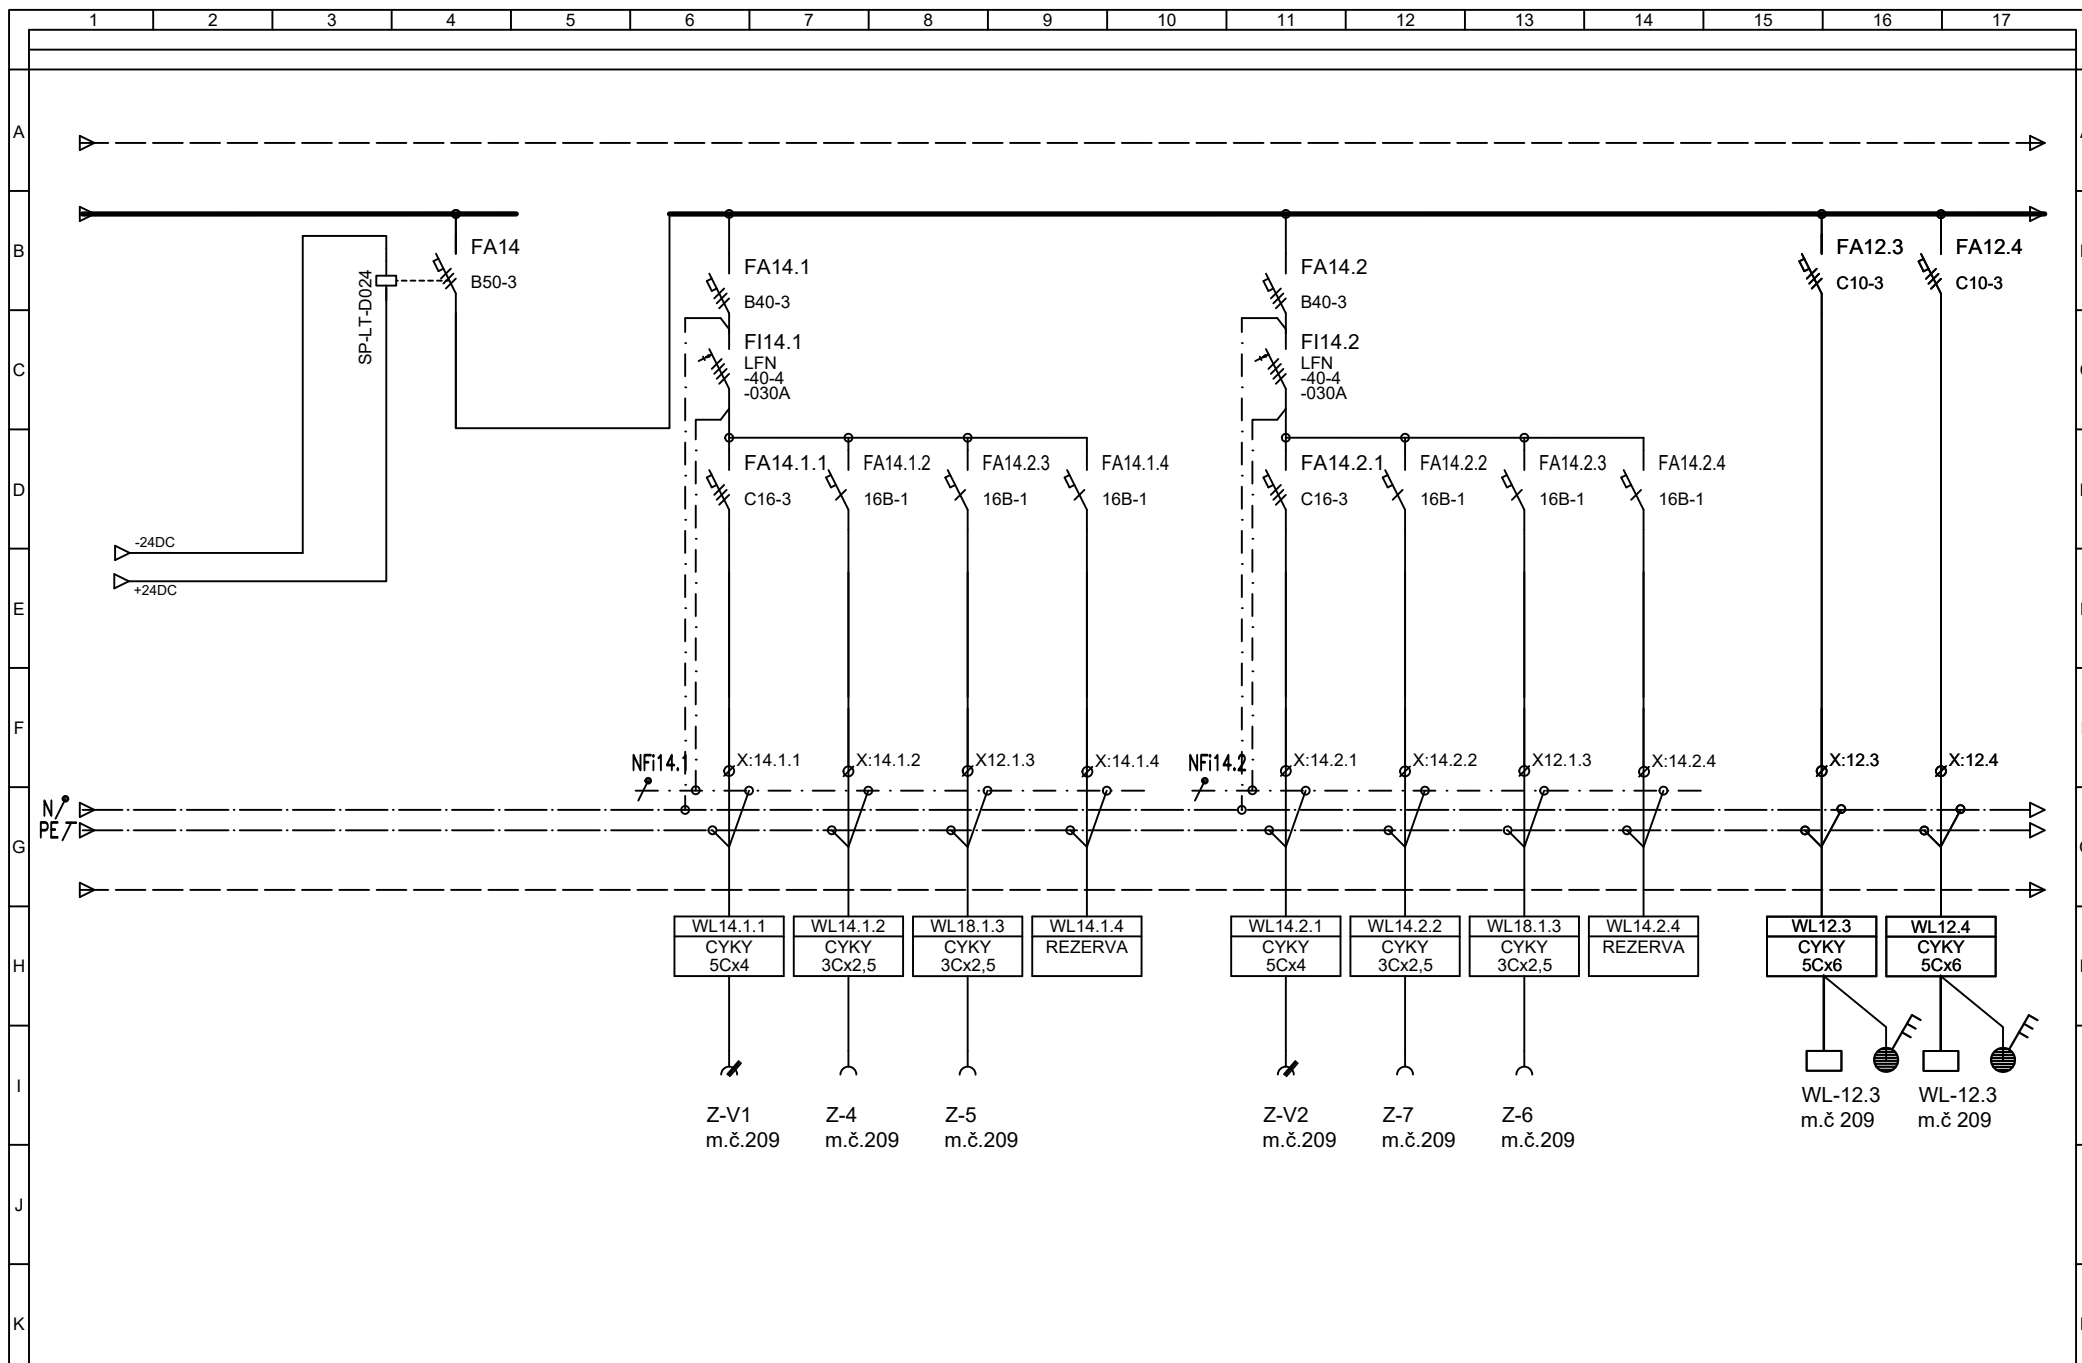 1 2 3 4 5 6 7 8 9 10 11 12 13 14 15 16 17
A
B
C
D
E
F
G
H
I
J
K
FA14
B50-3
SP-LT-D024
-24DC
+24DC
FA14.1
B40-3
FI14.1
LFN
-40-4
-030A
FA14.2
B40-3
FI14.2
LFN
-40-4
-030A
FA12.3
C10-3
FA12.4
C10-3
FA14.1.1
C16-3
FA14.1.2
16B-1
FA14.2.3
16B-1
FA14.1.4
16B-1
FA14.2.1
C16-3
FA14.2.2
16B-1
FA14.2.3
16B-1
FA14.2.4
16B-1
NFi14.1
X:14.1.1
X:14.1.2
X12.1.3
X:14.1.4
NFi14.2
X:14.2.1
X:14.2.2
X12.1.3
X:14.2.4
X:12.3
X:12.4
N
PE
WL14.1.1
CYKY
5Cx4
WL14.1.2
CYKY
3Cx2,5
WL18.1.3
CYKY
3Cx2,5
WL14.1.4
REZERVA
WL14.2.1
CYKY
5Cx4
WL14.2.2
CYKY
3Cx2,5
WL18.1.3
CYKY
3Cx2,5
WL14.2.4
REZERVA
WL12.3
CYKY
5Cx6
WL12.4
CYKY
5Cx6
Z-V1
m.č.209
Z-4
m.č.209
Z-5
m.č.209
Z-V2
m.č.209
Z-7
m.č.209
Z-6
m.č.209
WL-12.3
m.č 209
WL-12.3
m.č 209